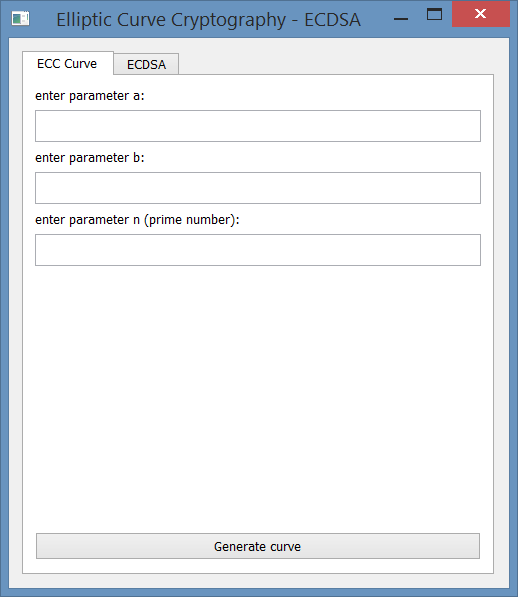 Elliptic Curve Cryptography - ECDSA
ECC Curve
ECDSA
enter parameter a:
enter parameter b:
enter parameter n (prime number):
Generate curve